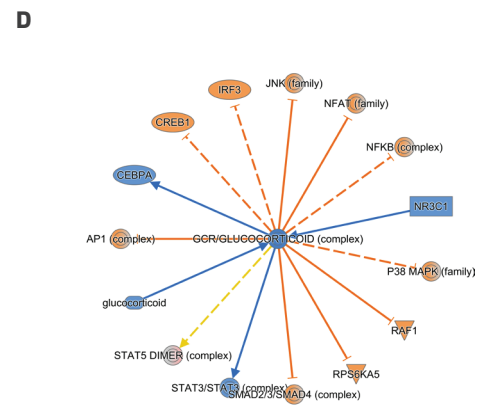 D
IRF3
JNK (family)
NFAT (family)
CREB1
NFKB (complex)
CEBPA
NR3C1
AP1 (complex)
GCR/GLUCOCORTICOID (complex)
P38 MAPK (family)
glucocorticoid
RAF1
STAT5 DIMER (complex)
RPS6KA5
STAT3/STAT3 (complex)
SMAD2/3/SMAD4 (complex)